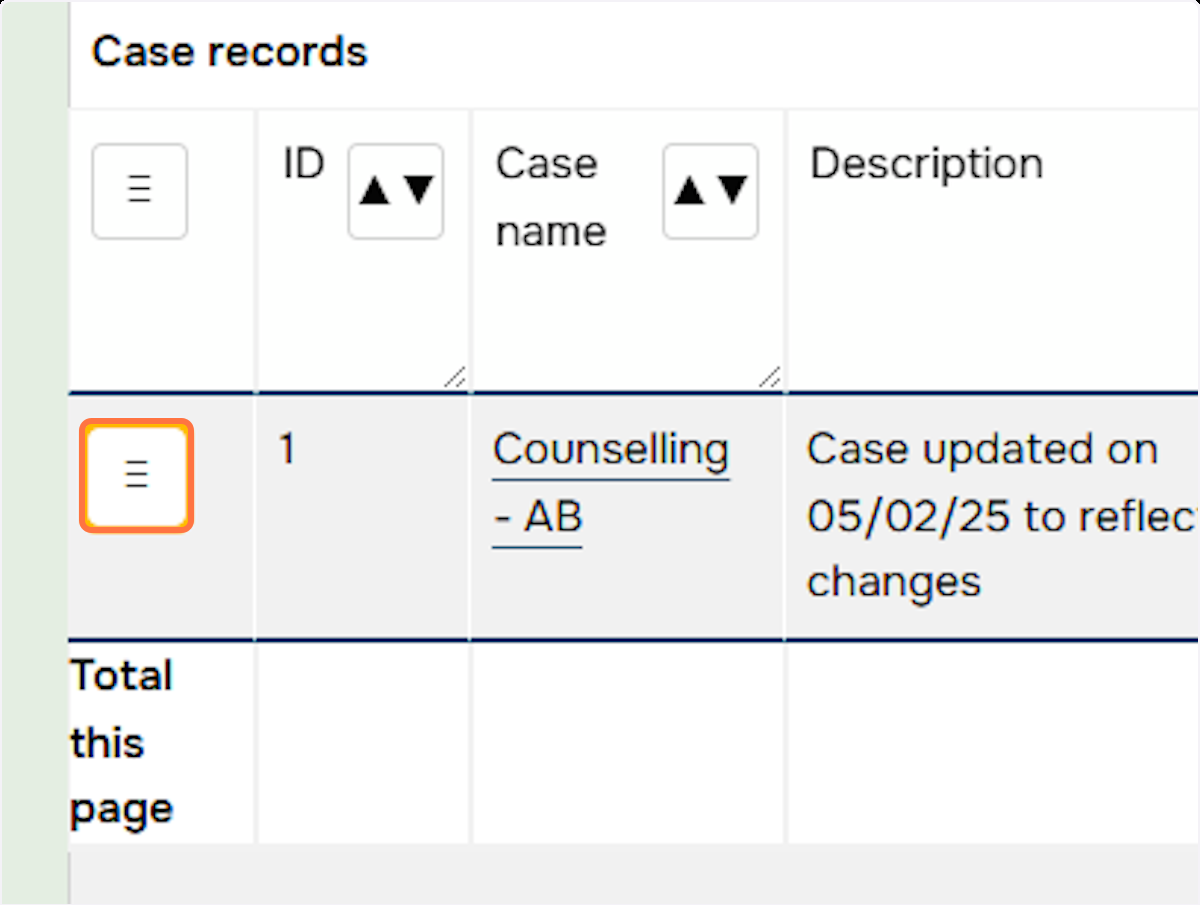 Case records
ID ▲▼
Case name ▲▼
Description
1
Counselling
- AB
Case updated on
05/02/25 to reflec
changes
Total
this
page